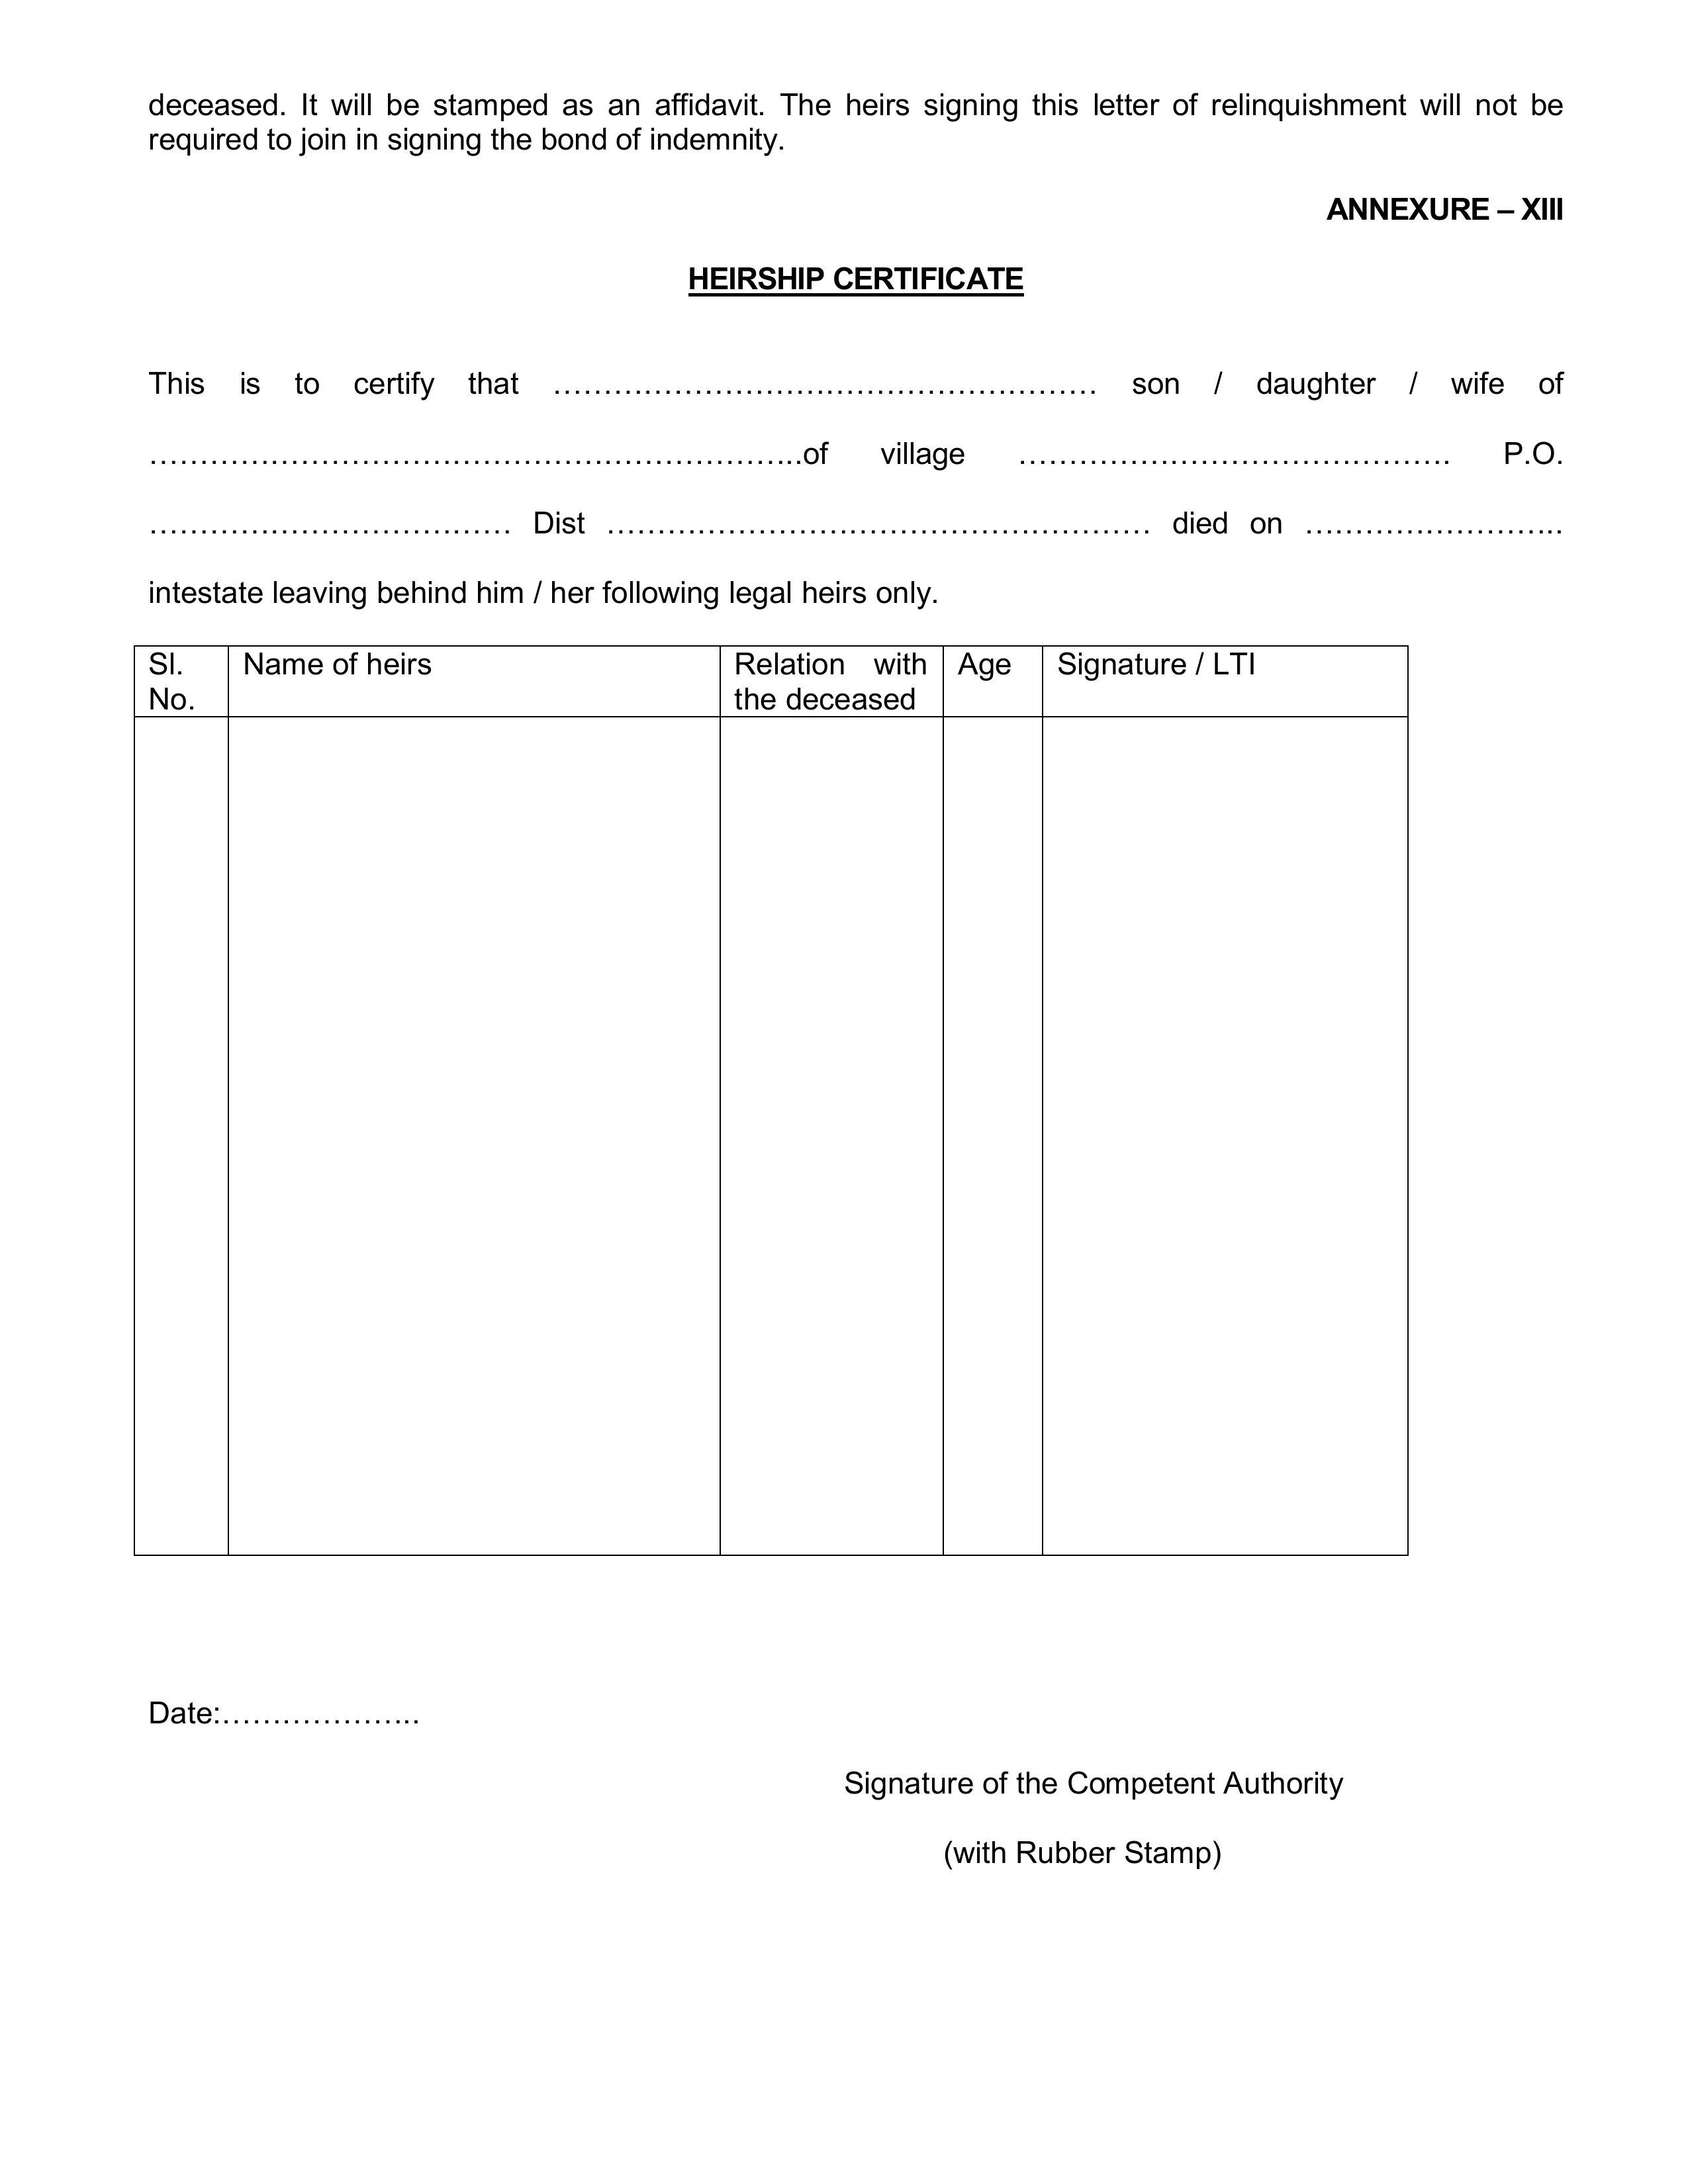 deceased. It will be stamped as an affidavit. The heirs signing this letter of relinquishment will not be
required to join in signing the bond of indemnity.
ANNEXURE – XIII
HEIRSHIP CERTIFICATE
This is to certify that ……………………………………………… son / daughter / wife of
………………………………………………………..of village ……………………………………. P.O.
……………………………… Dist ……………………………………………… died on ……………………..
intestate leaving behind him / her following legal heirs only.
Sl. Name of heirs Relation with Age Signature / LTI
No. the deceased
Date:………………..
Signature of the Competent Authority
(with Rubber Stamp)